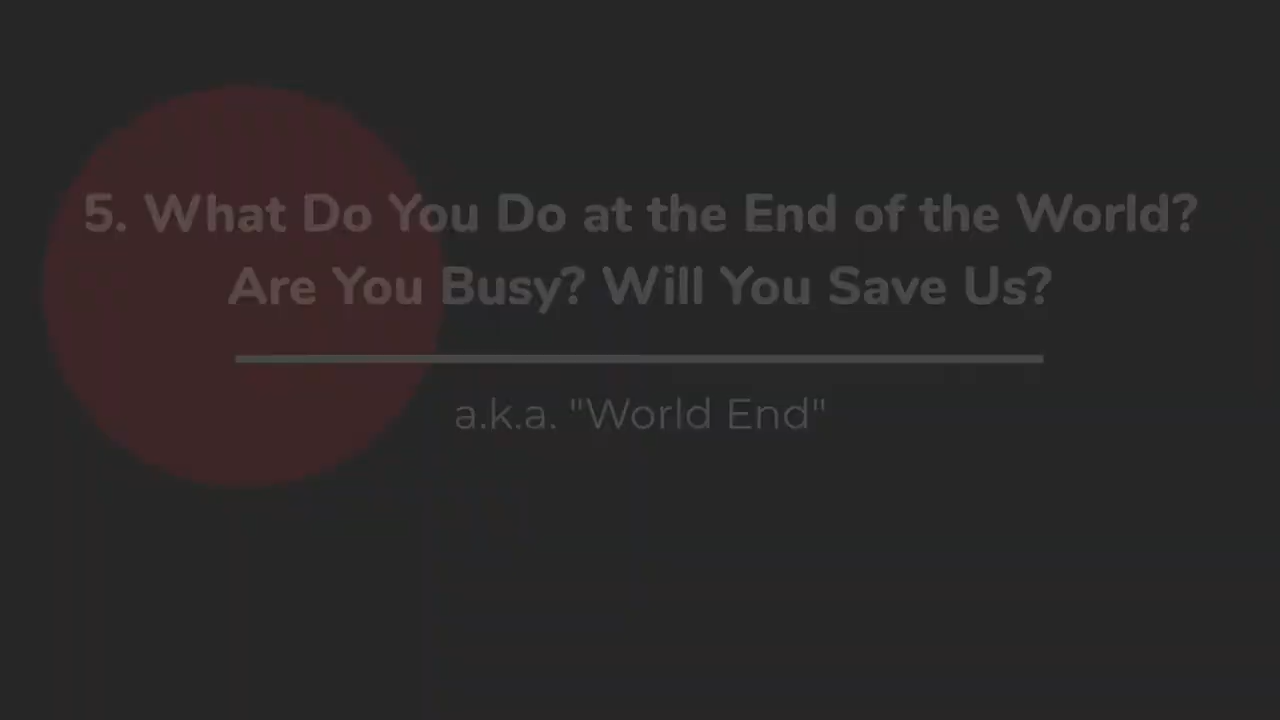 5. What Do You Do at the End of the World?
Are You Busy? Will You Save Us?
a.k.a. "World End"